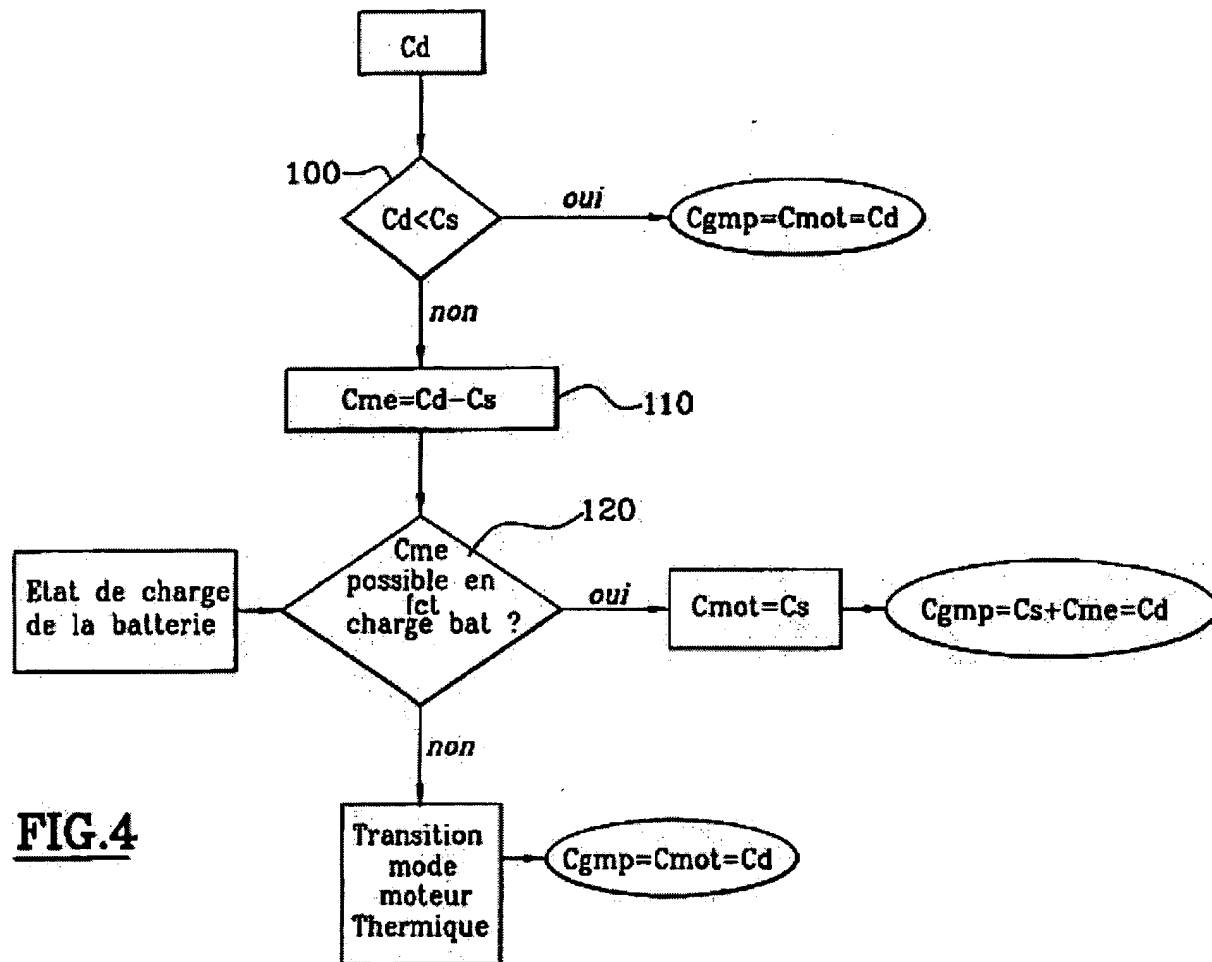 Cd
100
Cd<Cs
oui
Cgmp=Cmot=Cd
non
Cme=Cd-Cs
110
120
Cme
possible en
fct
charge bat ?
Etat de charge
de la batterie
oui
Cmot=Cs
Cgmp=Cs+Cme=Cd
non
FIG.4
Transition
mode
moteur
Thermique
Cgmp=Cmot=Cd